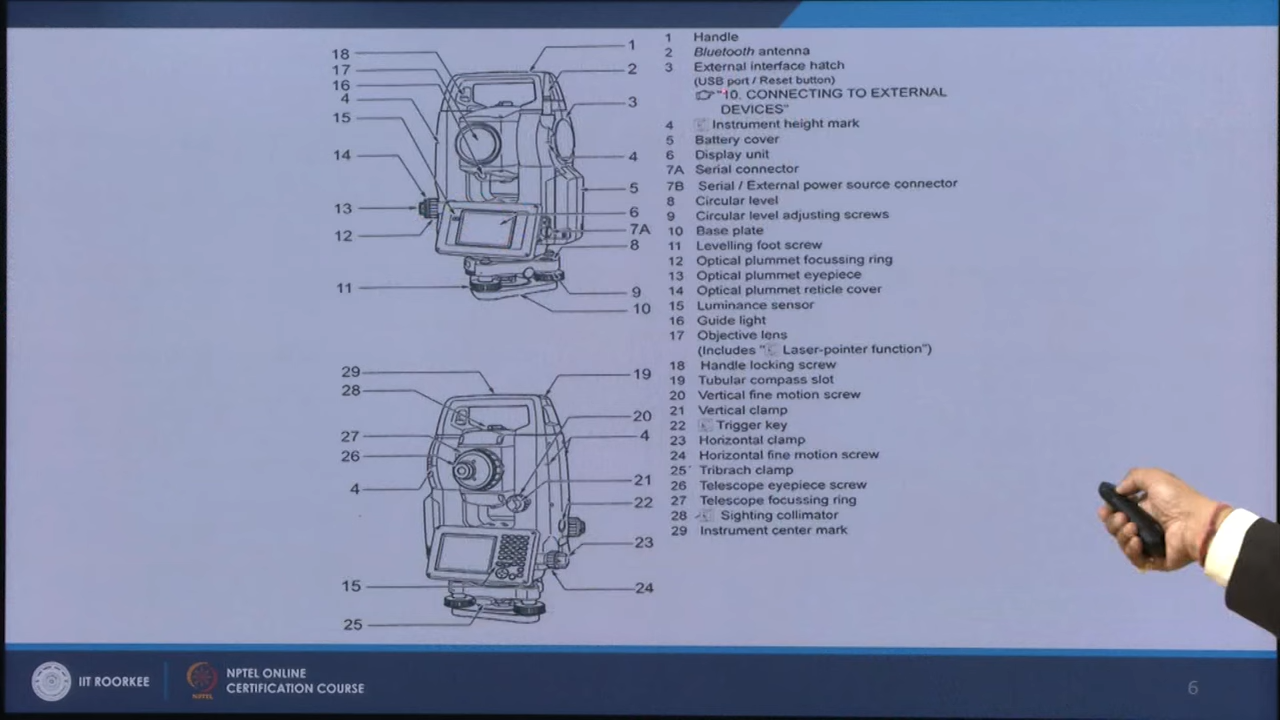 18
17
16
4
15
14
13
12
11
1
2
3
4
5
6
7A
8
9
10
1 Handle
2 Bluetooth antenna
3 External interface hatch
(USB port / Reset button)
"10. CONNECTING TO EXTERNAL
DEVICES"
4 Instrument height mark
5 Battery cover
6 Display unit
7A Serial connector
7B Serial / External power source connector
8 Circular level
9 Circular level adjusting screws
10 Base plate
11 Levelling foot screw
12 Optical plummet focussing ring
13 Optical plummet eyepiece
14 Optical plummet reticle cover
15 Luminance sensor
16 Guide light
17 Objective lens
(Includes " Laser-pointer function")
18 Handle locking screw
19 Tubular compass slot
20 Vertical fine motion screw
21 Vertical clamp
22 Trigger key
23 Horizontal clamp
24 Horizontal fine motion screw
25 Tribrach clamp
26 Telescope eyepiece screw
27 Telescope focussing ring
28 Sighting collimator
29 Instrument center mark
29
28
27
26
4
15
25
19
20
4
21
22
23
24
IIT ROORKEE
NPTEL
NPTEL ONLINE
CERTIFICATION COURSE
6